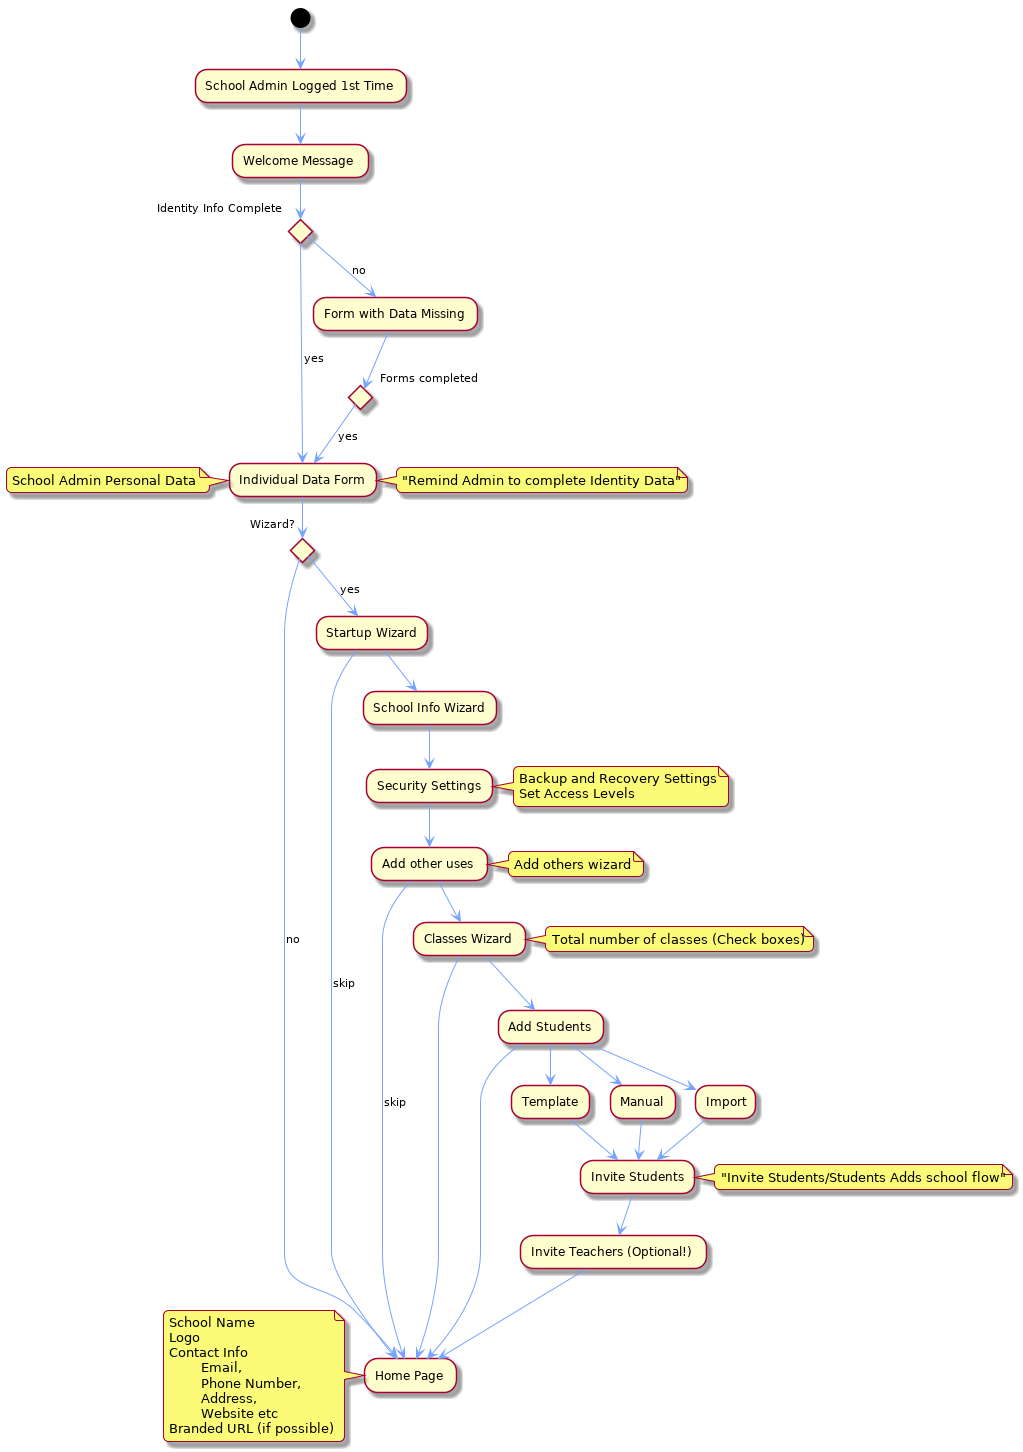 School Admin Logged 1st Time
Welcome Message
Identity Info Complete
no
Form with Data Missing
yes
Forms completed
yes
School Admin Personal Data
Individual Data Form
"Remind Admin to complete Identity Data"
Wizard?
yes
Startup Wizard
School Info Wizard
Security Settings
Backup and Recovery Settings
Set Access Levels
Add other uses
Add others wizard
Classes Wizard
Total number of classes (Check boxes)
no
skip
Add Students
skip
Template
Manual
Import
Invite Students
"Invite Students/Students Adds school flow"
Invite Teachers (Optional!)
School Name
Logo
Contact Info
Email,
Phone Number,
Address,
Website etc
Branded URL (if possible)
Home Page